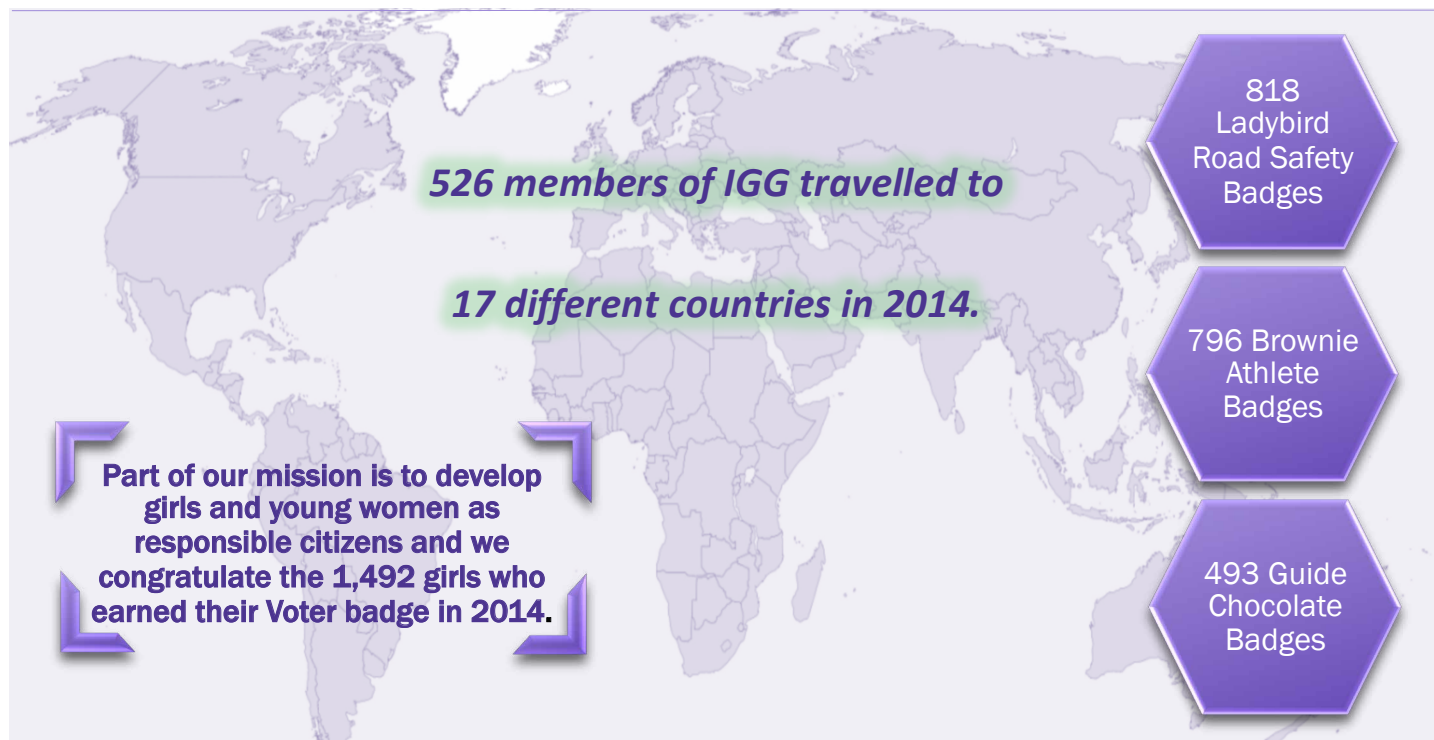 526 members of IGG travelled to
17 different countries in 2014.
Part of our mission is to develop
girls and young women as
responsible citizens and we
congratulate the 1,492 girls who
earned their Voter badge in 2014.
818
Ladybird
Road Safety
Badges
796 Brownie
Athlete
Badges
493 Guide
Chocolate
Badges